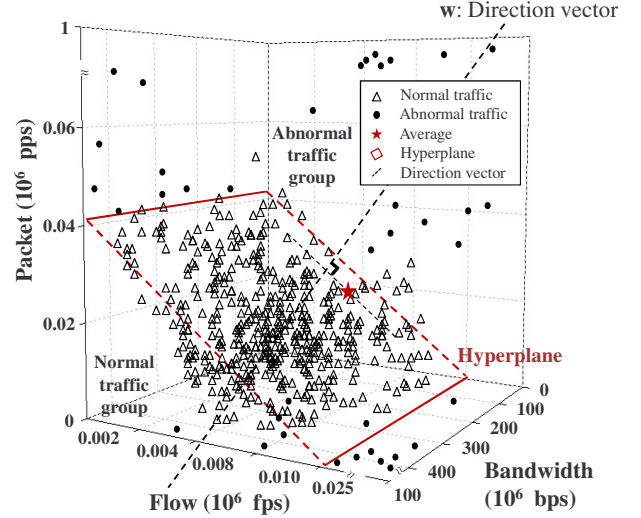 w: Direction vector
1
0.06
0.04
0.02
0
Packet (10⁶ pps)
Normal traffic
Abnormal traffic
Average
Hyperplane
Direction vector
Abnormal
traffic
group
Hyperplane
Normal
traffic
group
0.002
0.004
0.008
0.010
0.025
100
Flow (10⁶ fps)
0
100
200
300
400
Bandwidth
(10⁶ bps)